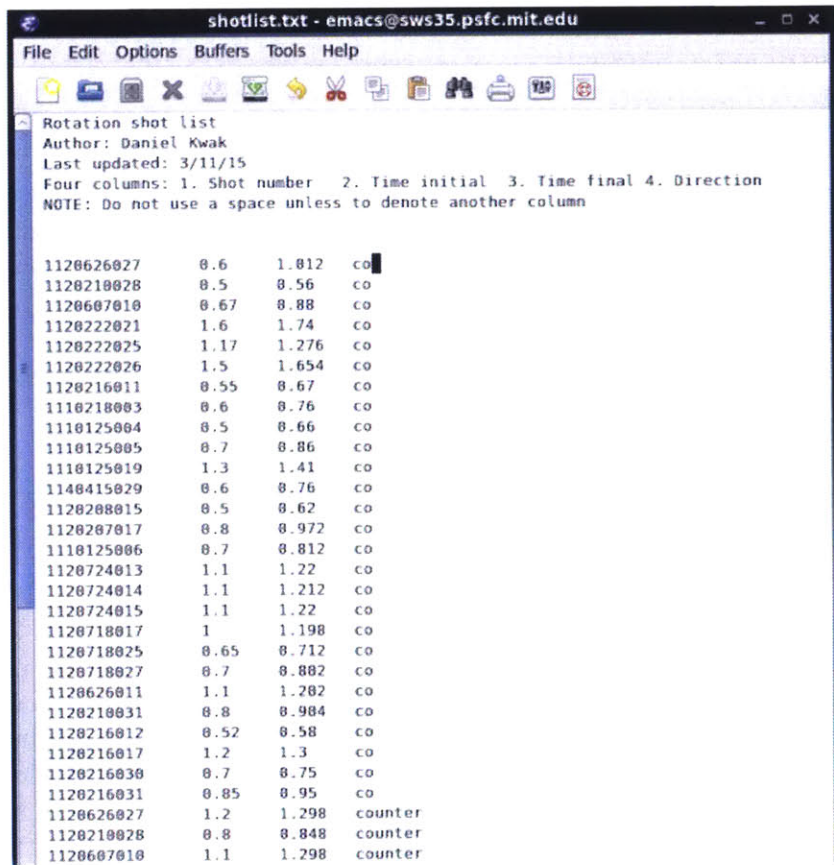 shotlist.txt - emacs@sws35.psfc.mit.edu
File Edit Options Buffers Tools Help
Rotation shot list
Author: Daniel Kwak
Last updated: 3/11/15
Four columns: 1. Shot number 2. Time initial 3. Time final 4. Direction
NOTE: Do not use a space unless to denote another column
1120626027 0.6 1.012 co
1120210028 0.5 0.56 co
1120607010 0.67 0.88 co
1120222021 1.6 1.74 co
1120222025 1.17 1.276 co
1120222026 1.5 1.654 co
1120216011 0.55 0.67 co
1110218003 0.6 0.76 co
1110125004 0.5 0.66 co
1110125005 0.7 0.86 co
1110125019 1.3 1.41 co
1140415029 0.6 0.76 co
1120208015 0.5 0.62 co
1120207017 0.8 0.972 co
1110125006 0.7 0.812 co
1120724013 1.1 1.22 co
1120724014 1.1 1.212 co
1120724015 1.1 1.22 co
1120718017 1 1.198 co
1120718025 0.65 0.712 co
1120718027 0.7 0.802 co
1120626011 1.1 1.202 co
1120210031 0.8 0.904 co
1120216012 0.52 0.58 co
1120216017 1.2 1.3 co
1120216030 0.7 0.75 co
1120216031 0.85 0.95 co
1120626027 1.2 1.298 counter
1120210028 0.8 0.848 counter
1120607010 1.1 1.298 counter